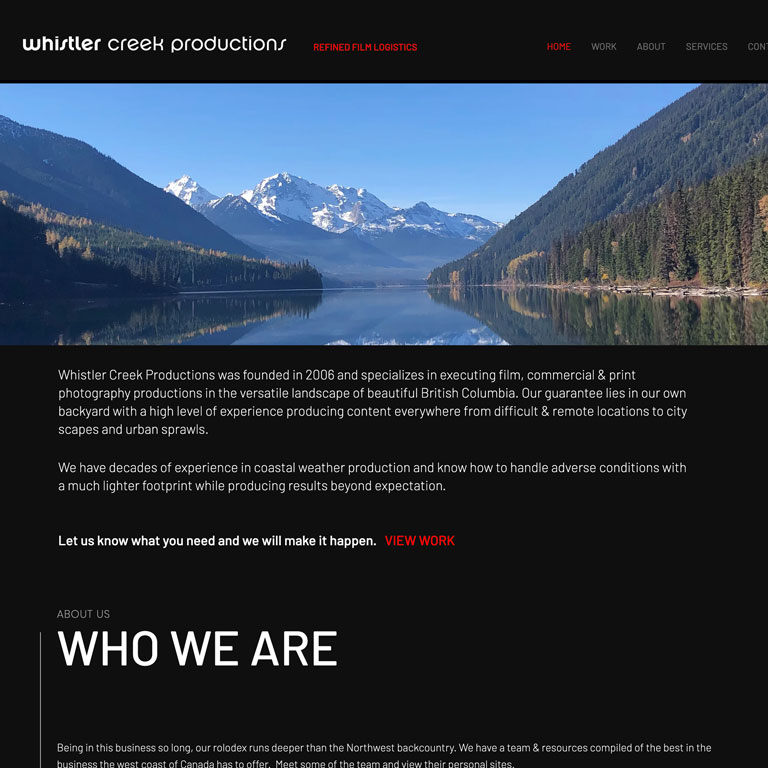 whistler creek productions
REFINED FILM LOGISTICS
HOME WORK ABOUT SERVICES
Whistler Creek Productions was founded in 2006 and specializes in executing film, commercial & print
photography productions in the versatile landscape of beautiful British Columbia. Our guarantee lies in our own
backyard with a high level of experience producing content everywhere from difficult & remote locations to city
scapes and urban sprawls.
We have decades of experience in coastal weather production and know how to handle adverse conditions with
a much lighter footprint while producing results beyond expectation.
Let us know what you need and we will make it happen. VIEW WORK
ABOUT US
WHO WE ARE
Being in this business so long, our rolodex runs deeper than the Northwest backcountry. We have a team & resources compiled of the best in the
business the west coast of Canada has to offer. Meet some of the team and view their personal sites.